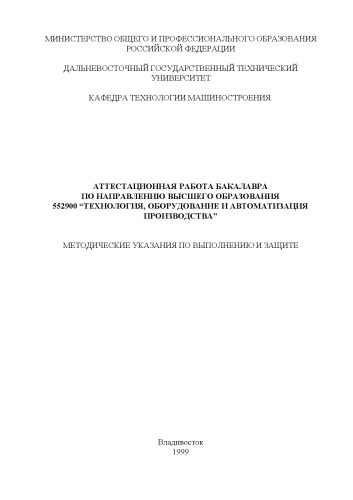 МИНИСТЕРСТВО ОБЩЕГО И ПРОФЕССИОНАЛЬНОГО ОБРАЗОВАНИЯ
РОССИЙСКОЙ ФЕДЕРАЦИИ
ДАЛЬНЕВОСТОЧНЫЙ ГОСУДАРСТВЕННЫЙ ТЕХНИЧЕСКИЙ
УНИВЕРСИТЕТ.
КАФЕДРА ТЕХНОЛОГИИ МАШИНОСТРОЕНИЯ
АТТЕСТАЦИОННАЯ РАБОТА БАКАЛАВРА
ПО НАПРАВЛЕНИЮ ВЫСШЕГО ОБРАЗОВАНИЯ
552900 “ТЕХНОЛОГИЯ, ОБОРУДОВАНИЕ И АВТОМАТИЗАЦИЯ
ПРОИЗВОДСТВА”
МЕТОДИЧЕСКИЕ УКАЗАНИЯ ПО ВЫПОЛНЕНИЮ И ЗАЩИТЕ
Владивосток
1999